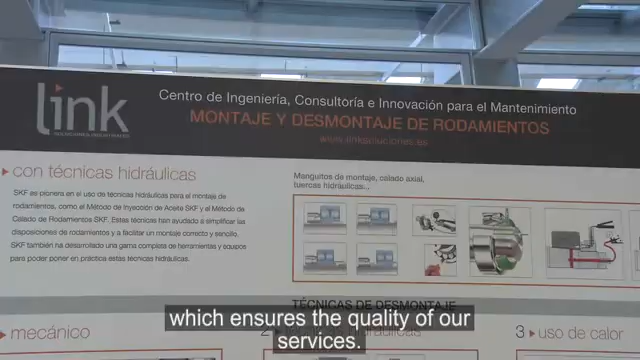 link
Centro de Ingeniería, Consultoría e Innovación para el Mantenimiento
MONTAJE Y DESMONTAJE DE RODAMIENTOS
www.linksoluciones.es
con técnicas hidráulicas
SKF es pionera en el uso de técnicas hidráulicas para el montaje de
rodamientos, como el Método de Inyección de Aceite SKF y el Método de
Calado de Rodamientos SKF. Estas técnicas han ayudado a simplificar las
disposiciones de rodamientos y a facilitar un montaje correcto y sencillo.
SKF también ha desarrollado una gama completa de herramientas y equipos
para poder poner en práctica estas técnicas hidráulicas.
Manguitos de montaje, calado axial,
tuercas hidráulicas...
TÉCNICAS DE DESMONTAJE
mecánico
2
3 uso de calor
which ensures the quality of our
services.